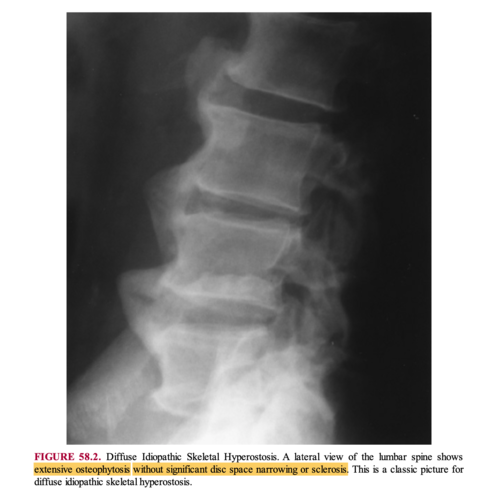 FIGURE 58.2. Diffuse Idiopathic Skeletal Hyperostosis. A lateral view of the lumbar spine shows
extensive osteophytosis without significant disc space narrowing or sclerosis. This is a classic picture for
diffuse idiopathic skeletal hyperostosis.